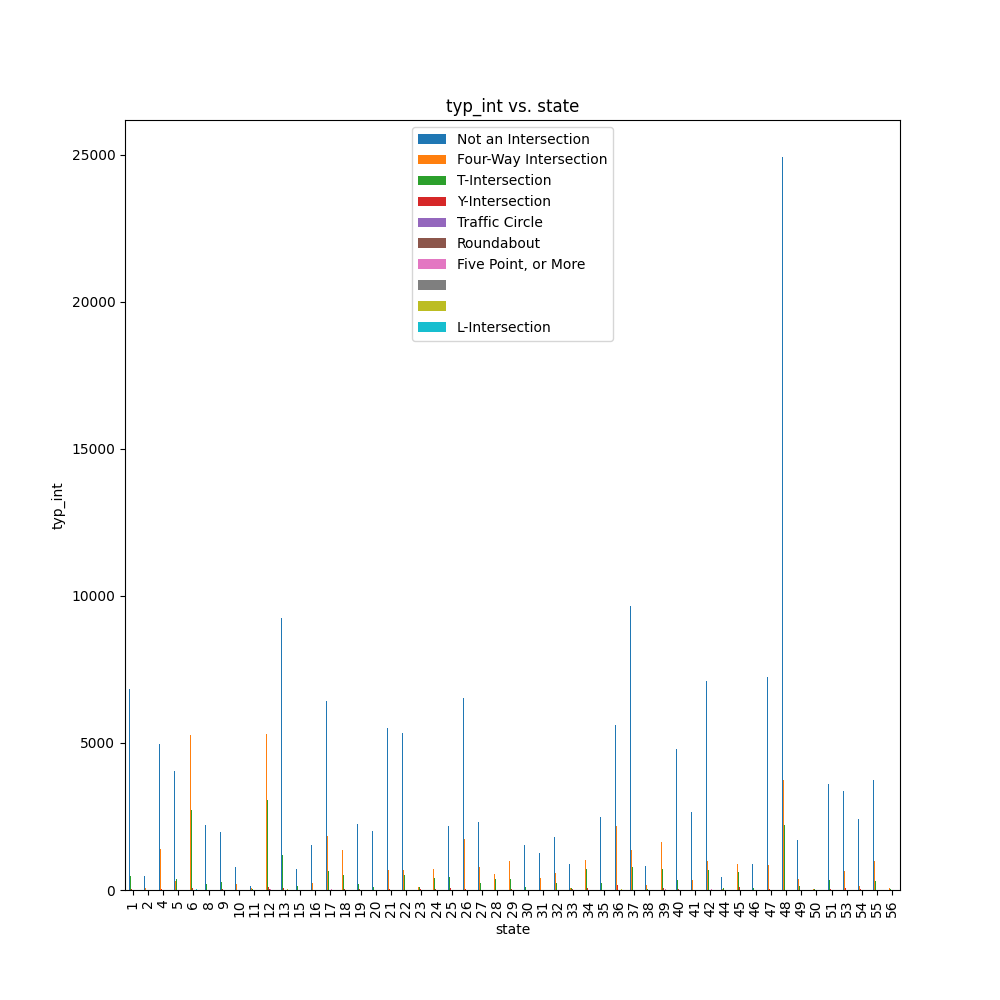 typ_int vs. state
Not an Intersection
Four-Way Intersection
T-Intersection
Y-Intersection
Traffic Circle
Roundabout
Five Point, or More
L-Intersection
25000
20000
15000
10000
5000
0
typ_int
1 2 4 5 6 8 9 10 11 12 13 15 16 17 18 19 20 21 22 23 24 25 26 27 28 29 30 31 32 33 34 35 36 37 38 39 40 41 42 44 45 46 47 48 49 50 51 53 54 55 56
state